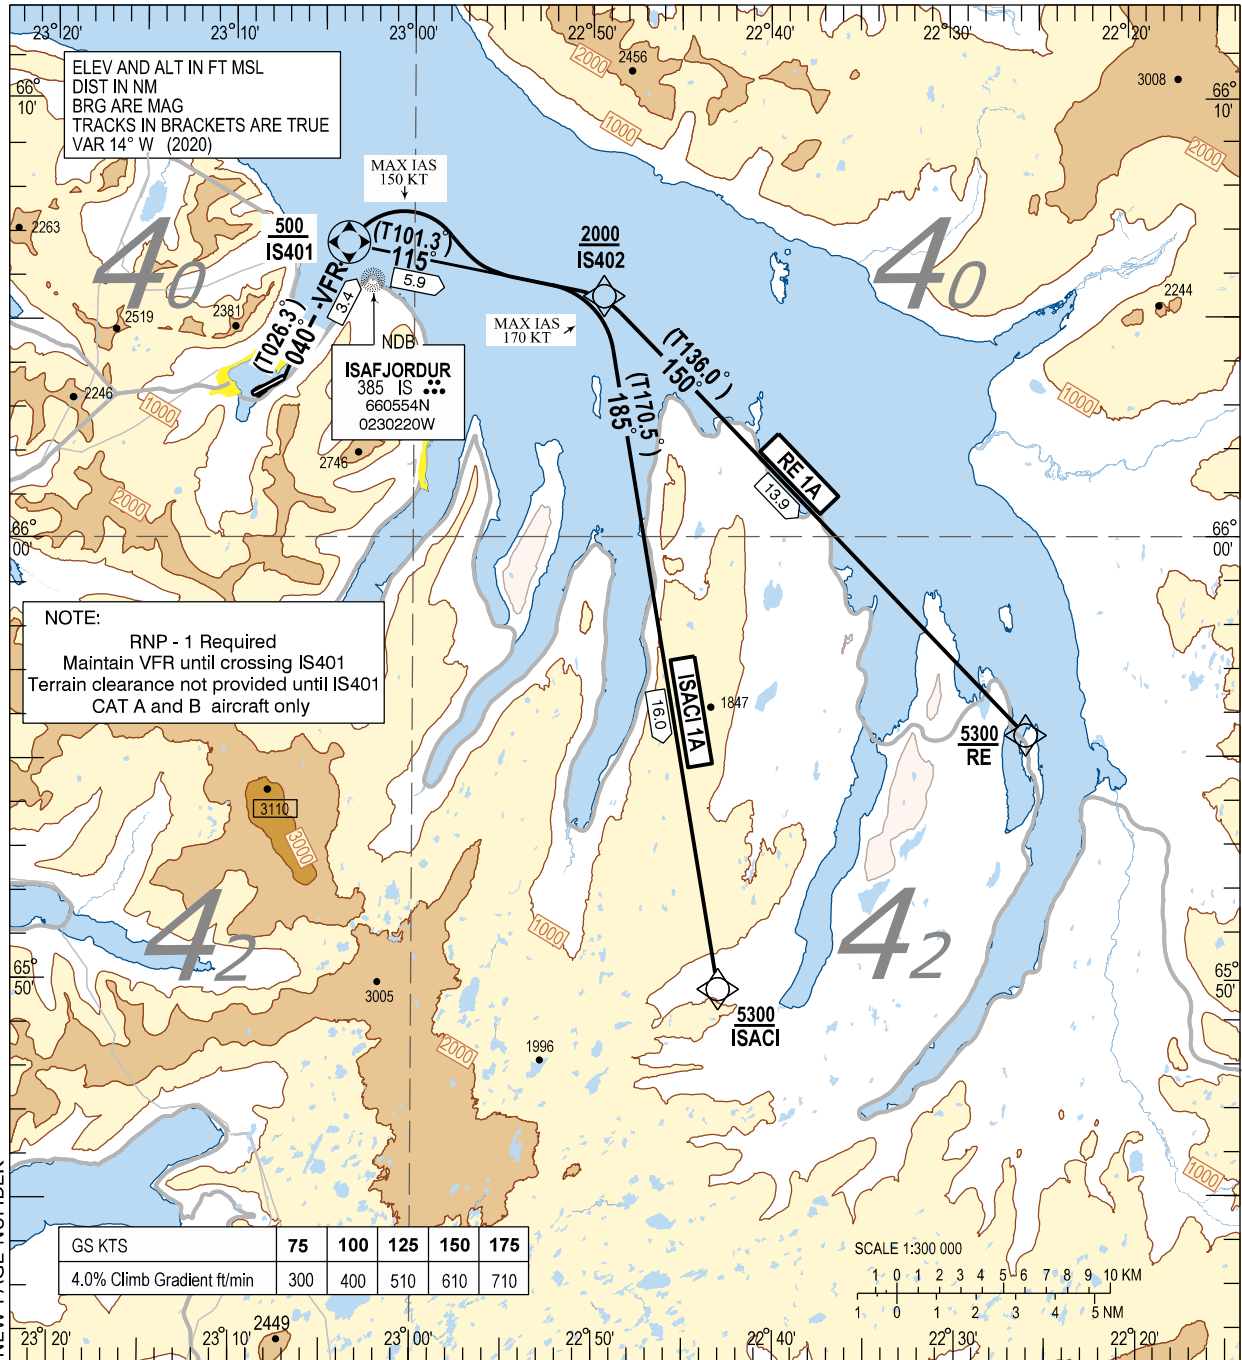 23°20' 23°10' 23°00' 22°50' 22°40' 22°30' 22°20'
ELEV AND ALT IN FT MSL
DIST IN NM
BRG ARE MAG
TRACKS IN BRACKETS ARE TRUE
VAR 14° W (2020)
66°
10'
66°
10'
2456
3008
2000
1000
1000
2000
MAX IAS
150 KT
2263
500
IS401
(T101.3°)
115°
5.9
2000
IS402
40
40
2244
2519
2381
(T026.3°)
040°
-VFR-
3.4
MAX IAS
170 KT
NDB
ISAFJORDUR
385 IS
660554N
0230220W
(T136.0°)
150°
(T170.5°)
185°
2246
1000
1000
2746
2000
RE 1A
13.9
66°
00'
66°
00'
NOTE:
RNP - 1 Required
Maintain VFR until crossing IS401
Terrain clearance not provided until IS401
CAT A and B aircraft only
ISACI 1A
16.0
1847
5300
RE
3110
3000
42
42
1000
65°
50'
65°
50'
3005
5300
ISACI
2000
1996
1000
GS KTS 75 100 125 150 175
4.0% Climb Gradient ft/min 300 400 510 610 710
SCALE 1:300 000
1 0 1 2 3 4 5 6 7 8 9 10 KM
1 0 1 2 3 4 5 NM
2449
23°20' 23°10' 23°00' 22°50' 22°40' 22°30' 22°20'